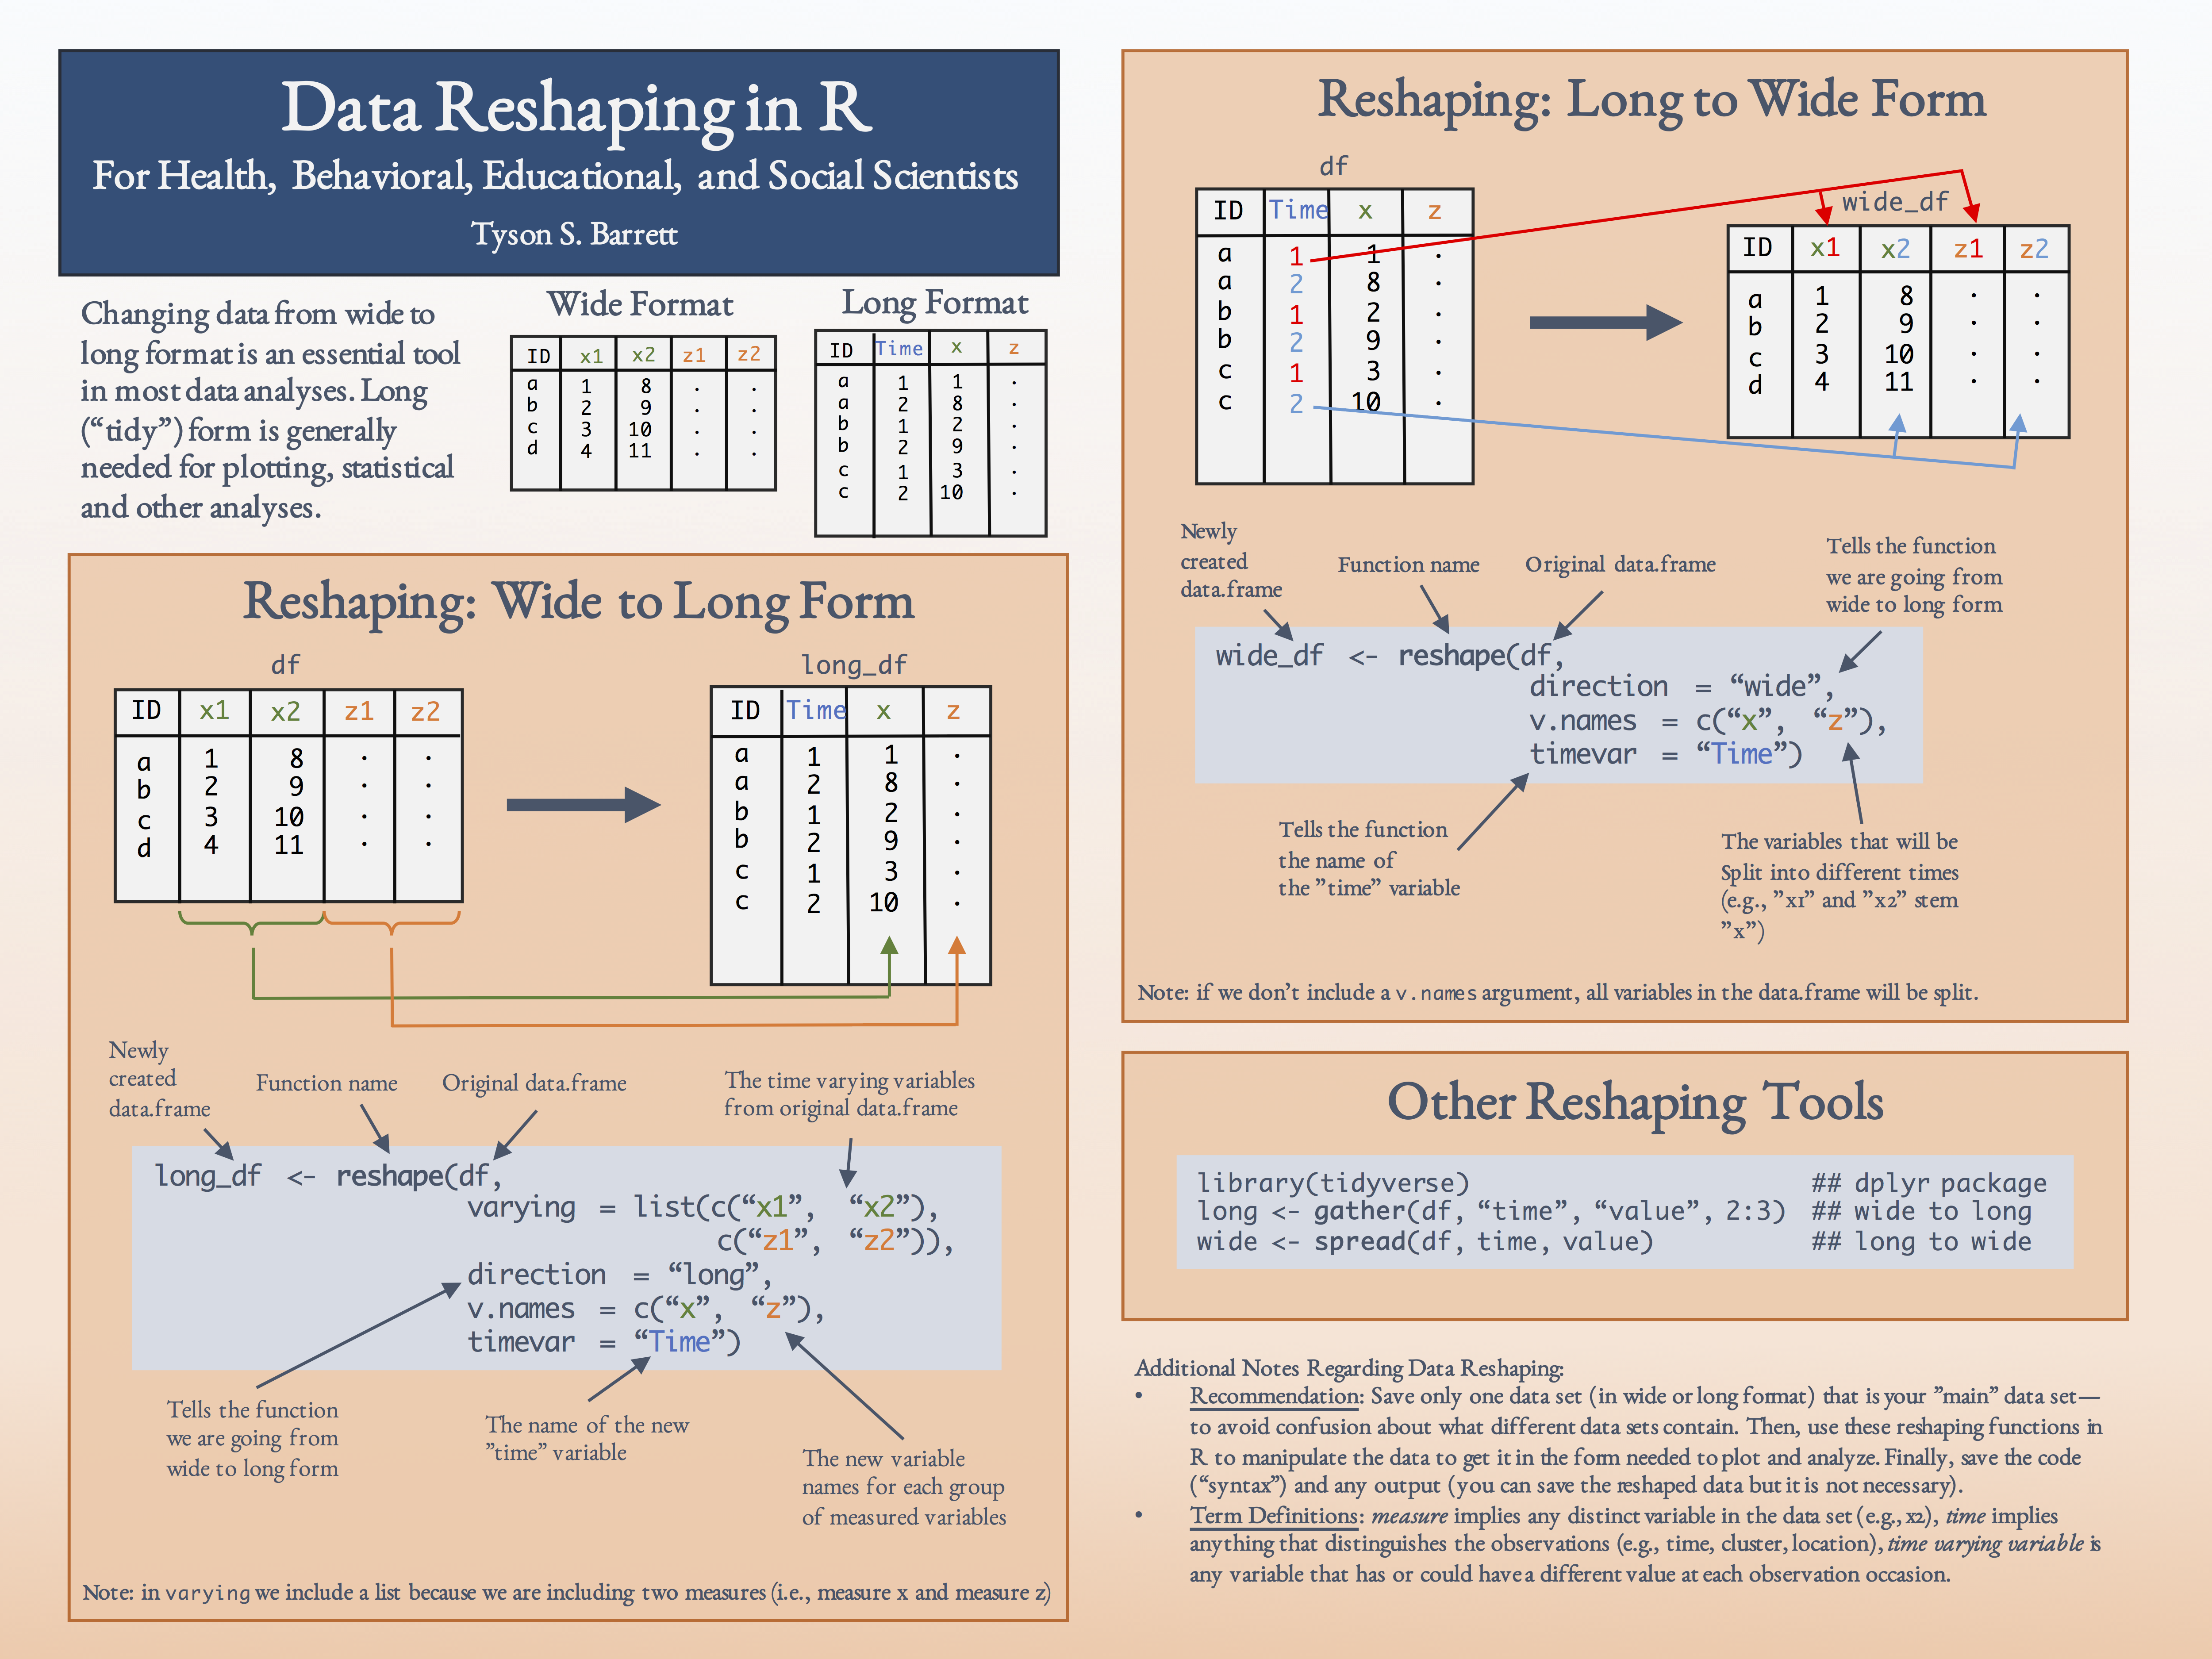 Data Reshaping in R
For Health, Behavioral, Educational, and Social Scientists
Tyson S. Barrett
Changing data from wide to
long format is an essential tool
in most data analyses. Long
(“tidy”) form is generally
needed for plotting, statistical
and other analyses.
Wide Format
ID x1 x2 z1 z2
a 1 8 . .
b 2 9 . .
c 3 10 . .
d 4 11 . .
Long Format
ID Time x z
a 1 1 .
a 2 8 .
b 1 2 .
b 2 9 .
c 1 3 .
c 2 10 .
Reshaping: Wide to Long Form
df
ID x1 x2 z1 z2
a 1 8 . .
b 2 9 . .
c 3 10 . .
d 4 11 . .
long_df
ID Time x z
a 1 1 .
a 2 8 .
b 1 2 .
b 2 9 .
c 1 3 .
c 2 10 .
Newly
created
data.frame
Function name
Original data.frame
The time varying variables
from original data.frame
long_df <- reshape(df,
varying = list(c(“x1”, “x2”),
c(“z1”, “z2”)),
direction = “long”,
v.names = c(“x”, “z”),
timevar = “Time”)
Tells the function
we are going from
wide to long form
The name of the new
”time” variable
The new variable
names for each group
of measured variables
Note: in varying we include a list because we are including two measures (i.e., measure x and measure z)
Reshaping: Long to Wide Form
df
ID Time x z
a 1 1 .
a 2 8 .
b 1 2 .
b 2 9 .
c 1 3 .
c 2 10 .
wide_df
ID x1 x2 z1 z2
a 1 8 . .
b 2 9 . .
c 3 10 . .
d 4 11 . .
Newly
created
data.frame
Function name
Original data.frame
Tells the function
we are going from
wide to long form
wide_df <- reshape(df,
direction = “wide”,
v.names = c(“x”, “z”),
timevar = “Time”)
Tells the function
the name of
the ”time” variable
The variables that will be
Split into different times
(e.g., ”x1” and ”x2” stem
”x”)
Note: if we don’t include a v.names argument, all variables in the data.frame will be split.
Other Reshaping Tools
library(tidyverse) ## dplyr package
long <- gather(df, “time”, “value”, 2:3) ## wide to long
wide <- spread(df, time, value) ## long to wide
Additional Notes Regarding Data Reshaping:
• Recommendation: Save only one data set (in wide or long format) that is your ”main” data set—
to avoid confusion about what different data sets contain. Then, use these reshaping functions in
R to manipulate the data to get it in the form needed to plot and analyze. Finally, save the code
(“syntax”) and any output (you can save the reshaped data but it is not necessary).
• Term Definitions: measure implies any distinct variable in the data set (e.g., x2), time implies
anything that distinguishes the observations (e.g., time, cluster, location), time varying variable is
any variable that has or could have a different value at each observation occasion.